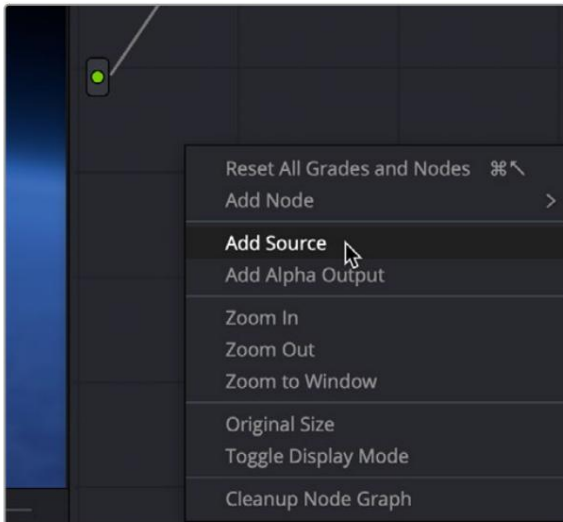 Reset All Grades and Nodes ⌘↖
Add Node >
Add Source
Add Alpha Output
Zoom In
Zoom Out
Zoom to Window
Original Size
Toggle Display Mode
Cleanup Node Graph